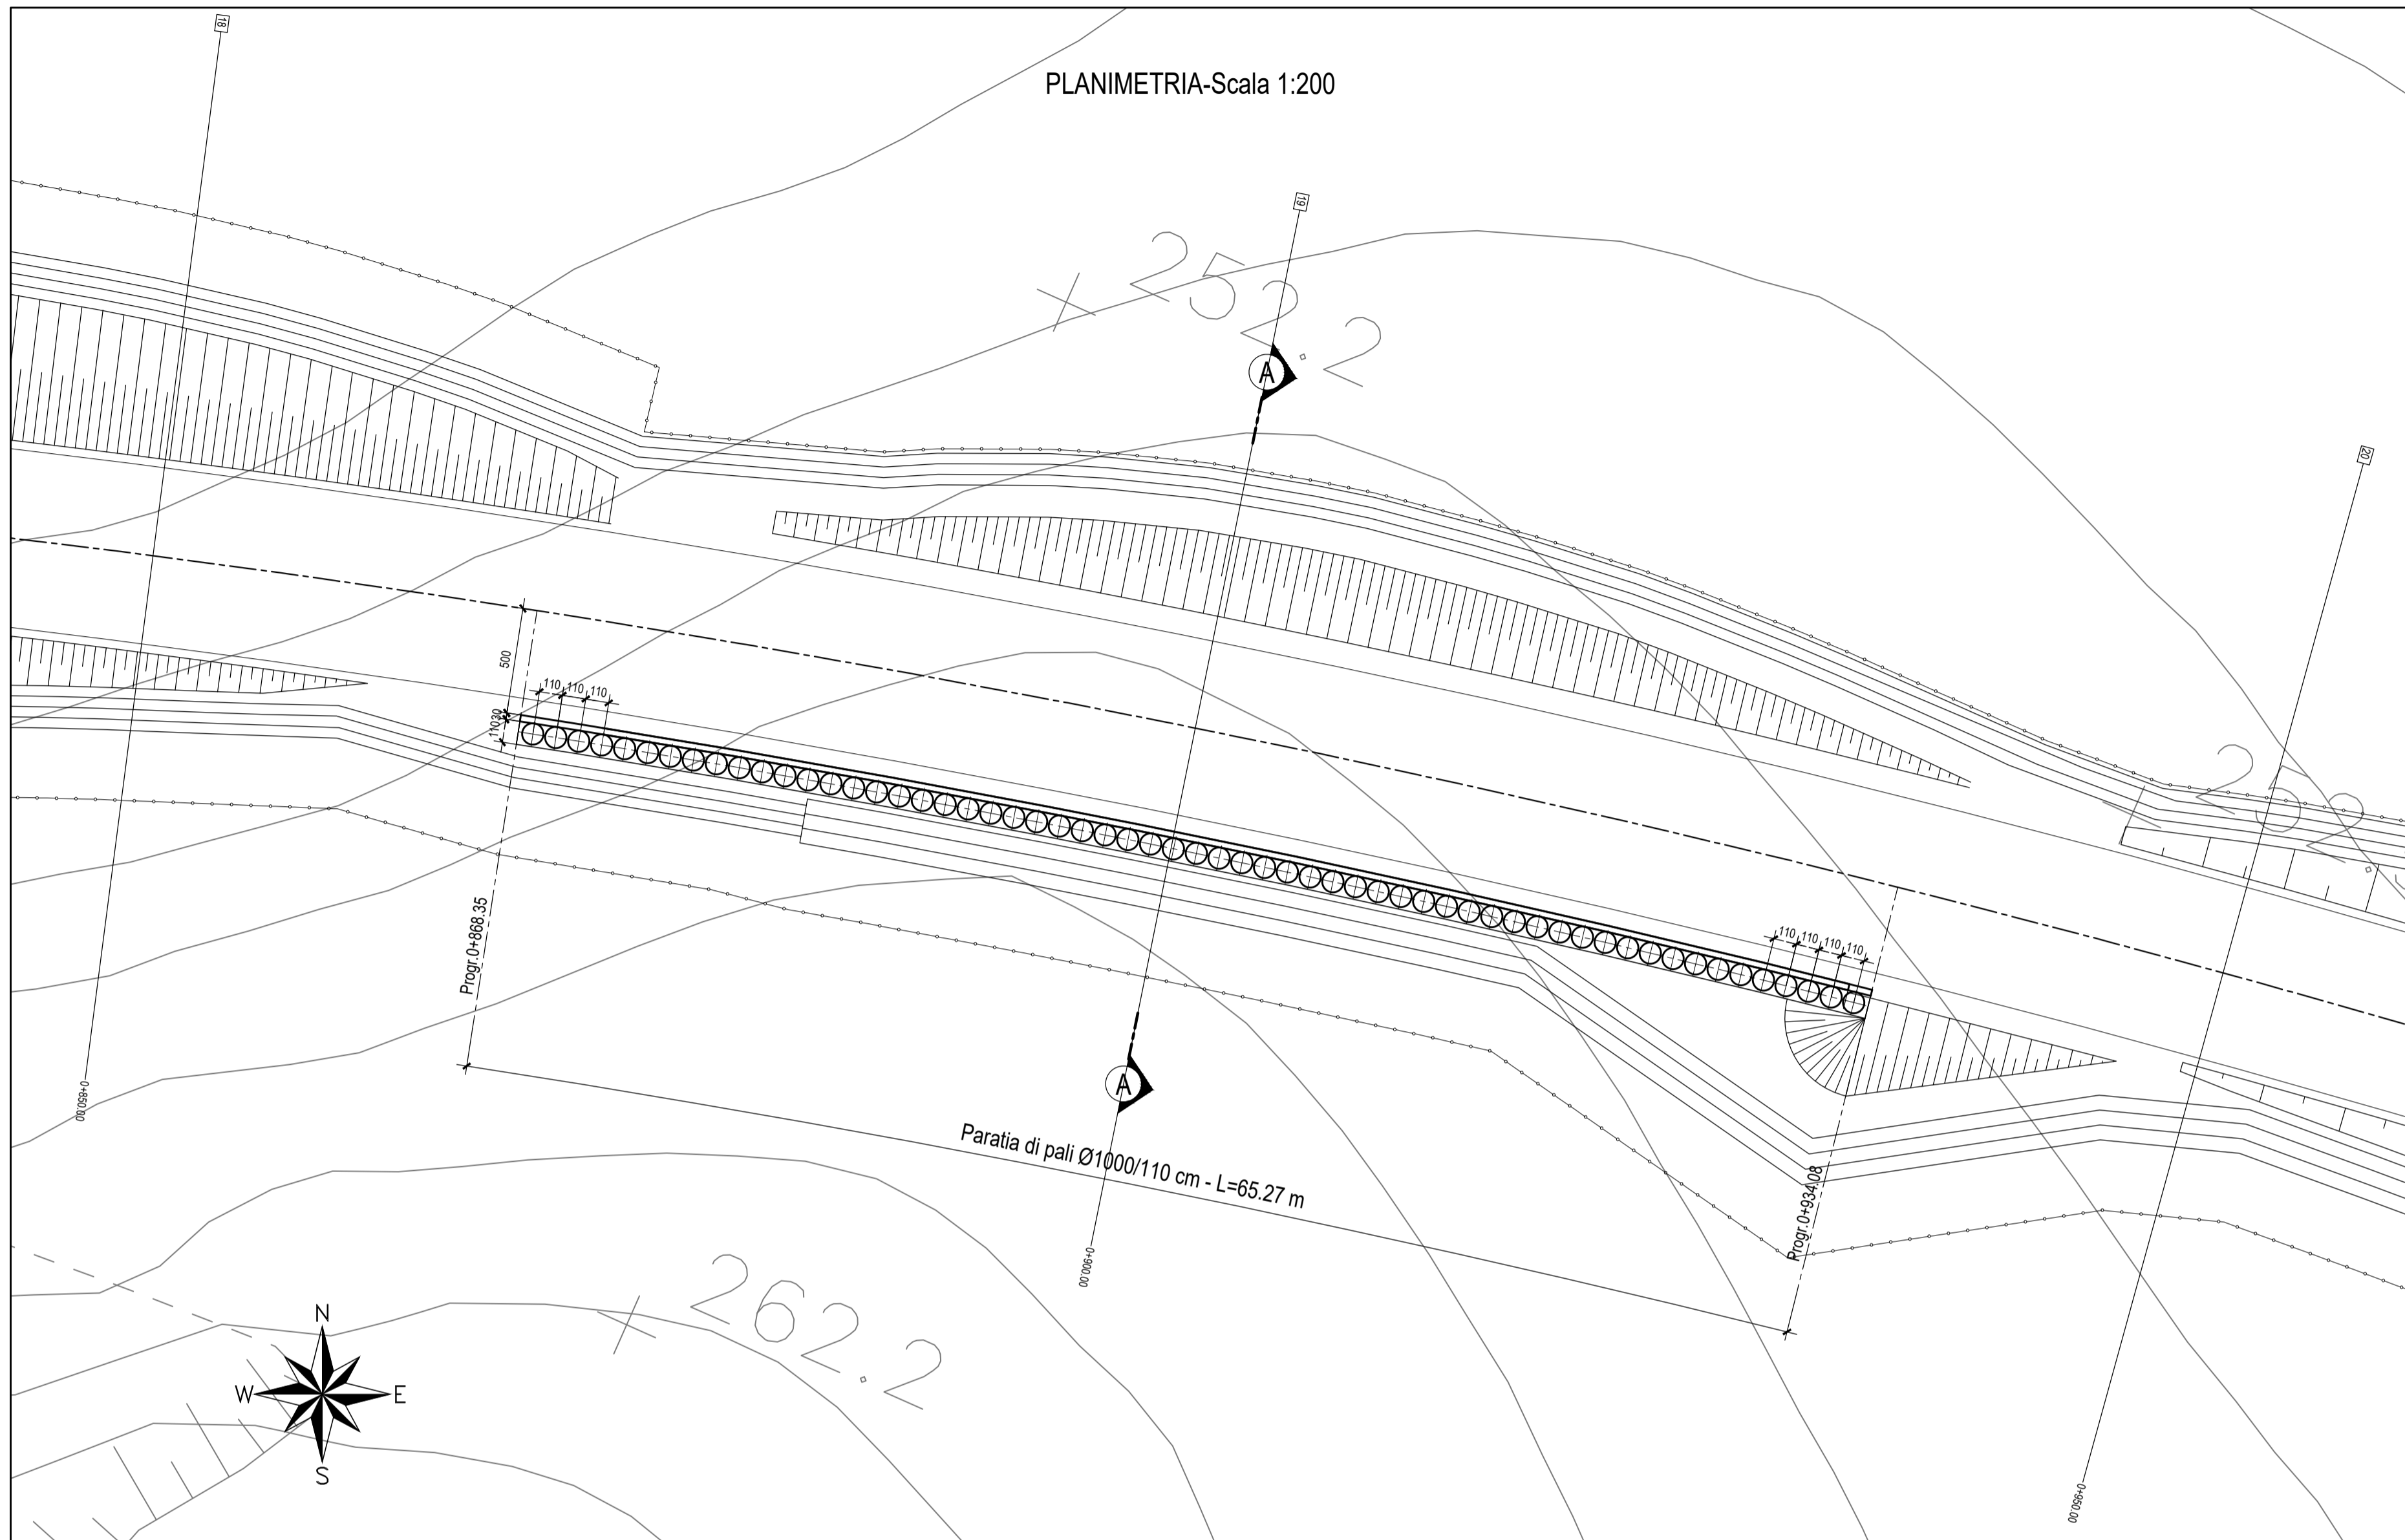 PLANIMETRIA-Scala 1:200
18
19
20
252.2
A
500
110 110 110
110 30
110 110 110 110
Progr.0+868.35
A
0+850.00
Paratia di pali Ø1000/110 cm - L=65.27 m
Progr.0+934.08
0+900.00
262.2
N
W E
S
0+950.00